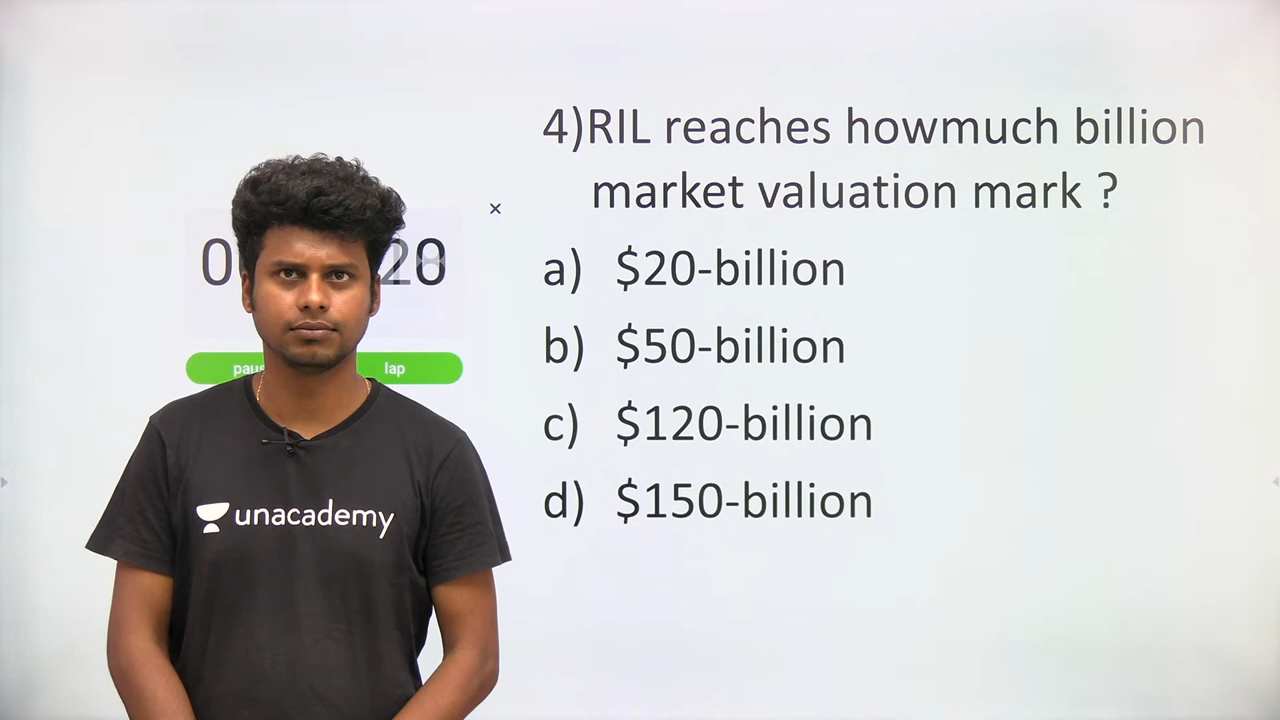 4)RIL reaches howmuch billion
market valuation mark ?
a) $20-billion
b) $50-billion
c) $120-billion
d) $150-billion
lap
unacademy